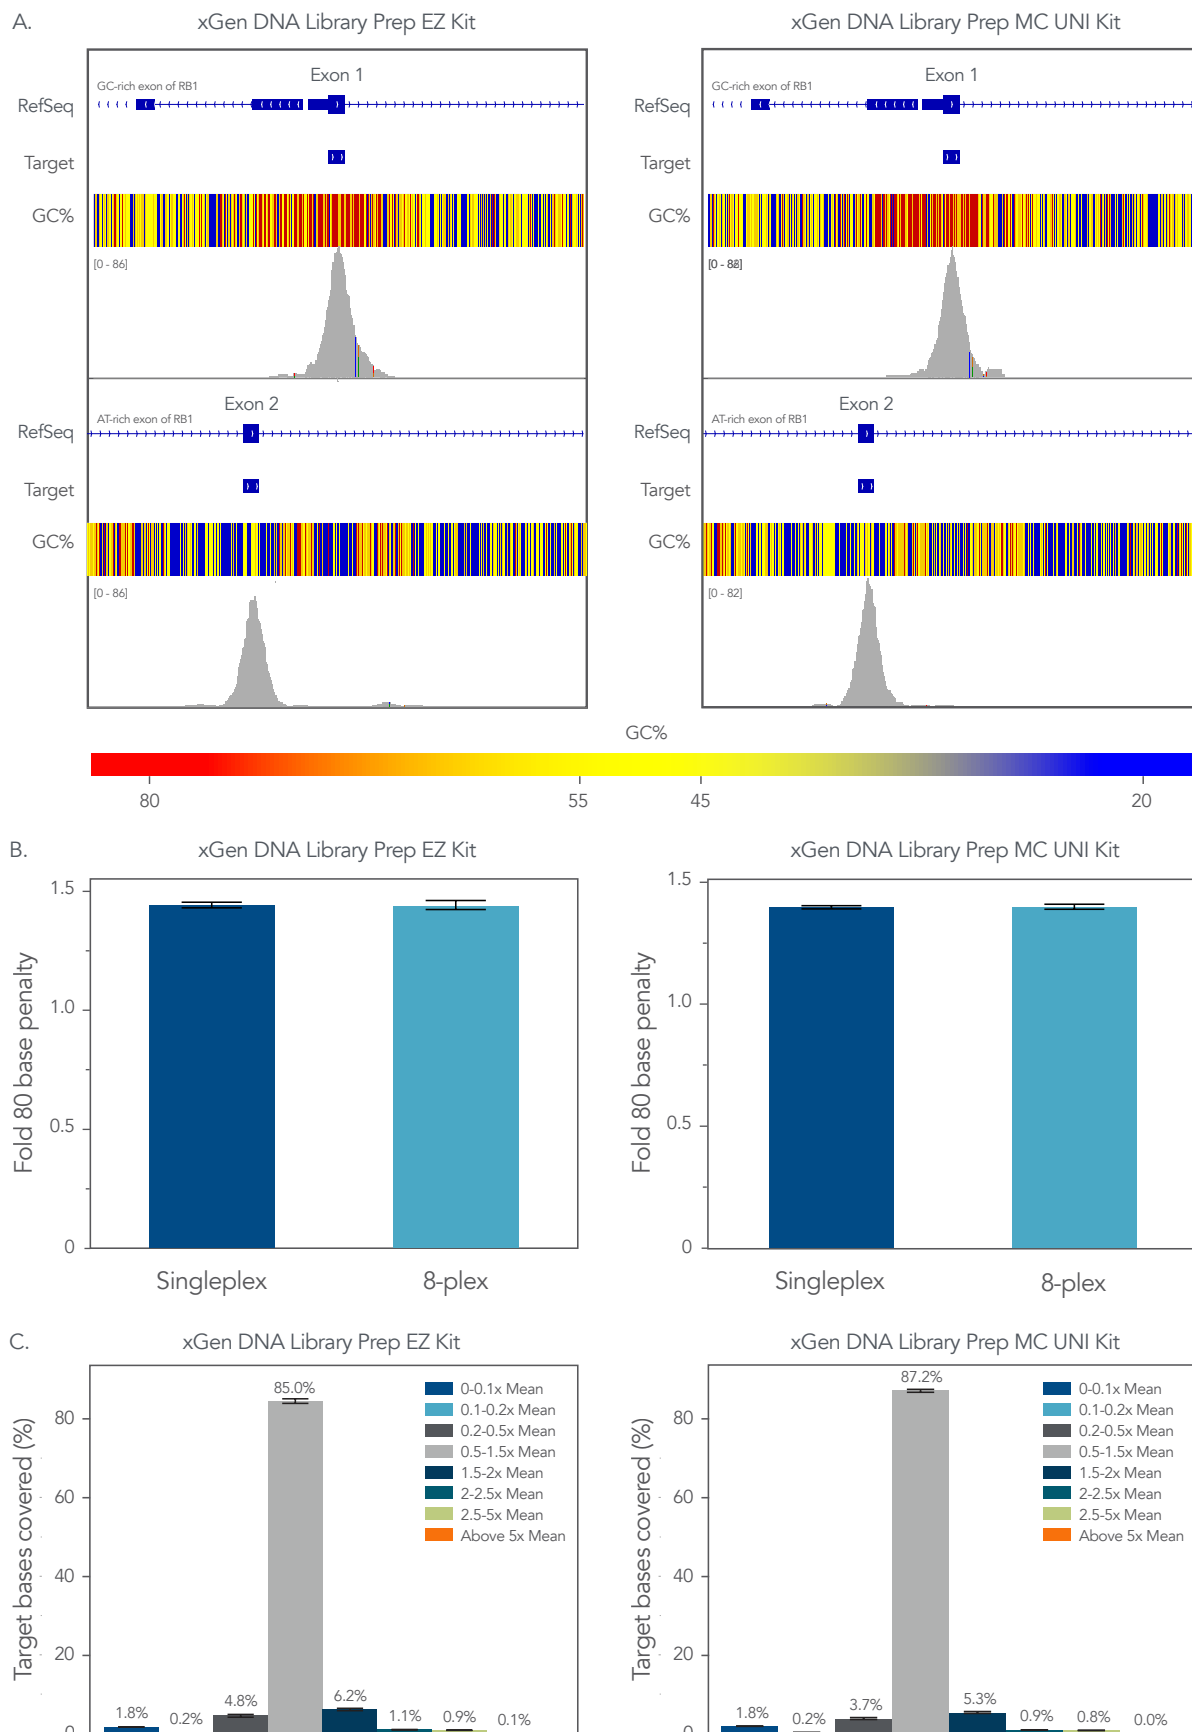 A.
xGen DNA Library Prep EZ Kit
xGen DNA Library Prep MC UNI Kit
GC-rich exon of RB1
Exon 1
RefSeq
Target
GC%
[0 - 86]
AT-rich exon of RB1
Exon 2
RefSeq
Target
GC%
[0 - 86]
GC-rich exon of RB1
Exon 1
RefSeq
Target
GC%
AT-rich exon of RB1
Exon 2
RefSeq
Target
GC%
[0 - 82]
GC%
80
55
45
20
B.
xGen DNA Library Prep EZ Kit
Fold 80 base penalty
1.5
1.0
0.5
0
Singleplex
8-plex
xGen DNA Library Prep MC UNI Kit
Fold 80 base penalty
1.5
1.0
0.5
0
Singleplex
8-plex
C.
xGen DNA Library Prep EZ Kit
Target bases covered (%)
80
60
40
20
0
1.8%
0.2%
4.8%
85.0%
6.2%
1.1%
0.9%
0.1%
0-0.1x Mean
0.1-0.2x Mean
0.2-0.5x Mean
0.5-1.5x Mean
1.5-2x Mean
2-2.5x Mean
2.5-5x Mean
Above 5x Mean
xGen DNA Library Prep MC UNI Kit
Target bases covered (%)
80
60
40
20
0
1.8%
0.2%
3.7%
87.2%
5.3%
0.9%
0.8%
0.0%
0-0.1x Mean
0.1-0.2x Mean
0.2-0.5x Mean
0.5-1.5x Mean
1.5-2x Mean
2-2.5x Mean
2.5-5x Mean
Above 5x Mean